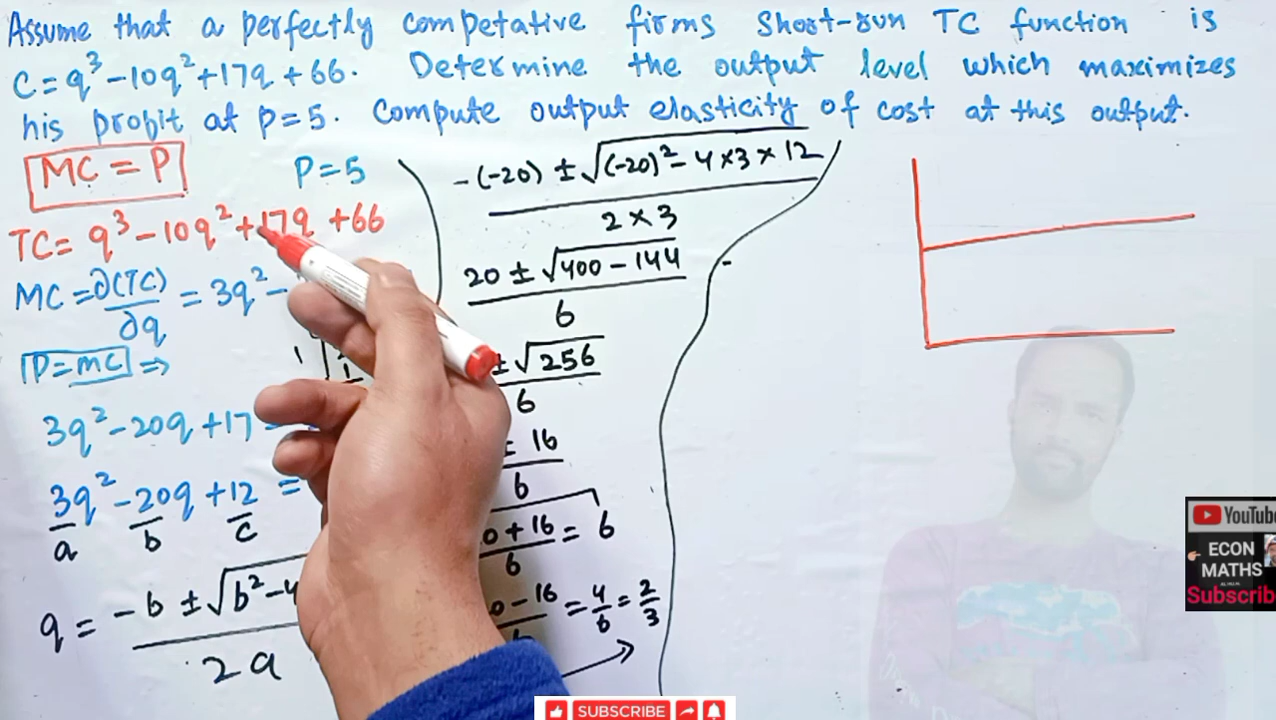 Assume that a perfectly competative firms short-run TC function is
C = q³ - 10q² + 17q + 66. Determine the output level which maximizes
his profit at p = 5. Compute output elasticity of cost at this output.
MC = P
P = 5
TC = q³ - 10q² + 17q + 66
MC = ∂(TC)/∂q = 3q² -
P = MC ⇒
3q² - 20q + 17
3q² - 20q + 12 =
a b c
q = -b ± √b² - 4
2a
-(-20) ± √(-20)² - 4 × 3 × 12
2 × 3
20 ± √400 - 144
6
± √256
6
± 16
6
0 + 16
6
= 6
0 - 16 = 4/6 = 2/3
YouTube
ECON
MATHS
Subscrib
SUBSCRIBE